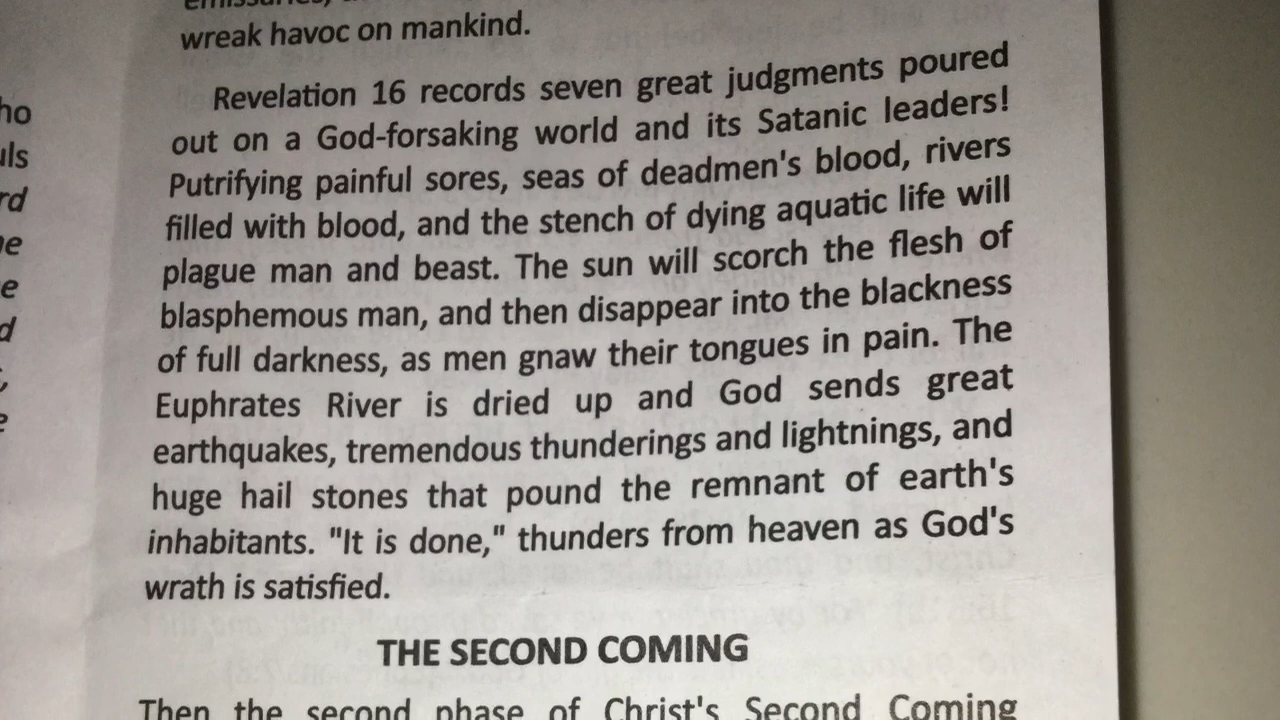 wreak havoc on mankind.
Revelation 16 records seven great judgments poured
out on a God-forsaking world and its Satanic leaders!
Putrifying painful sores, seas of deadmen's blood, rivers
filled with blood, and the stench of dying aquatic life will
plague man and beast. The sun will scorch the flesh of
blasphemous man, and then disappear into the blackness
of full darkness, as men gnaw their tongues in pain. The
Euphrates River is dried up and God sends great
earthquakes, tremendous thunderings and lightnings, and
huge hail stones that pound the remnant of earth's
inhabitants. "It is done," thunders from heaven as God's
wrath is satisfied.
THE SECOND COMING
Then the second phase of Christ's Second Coming